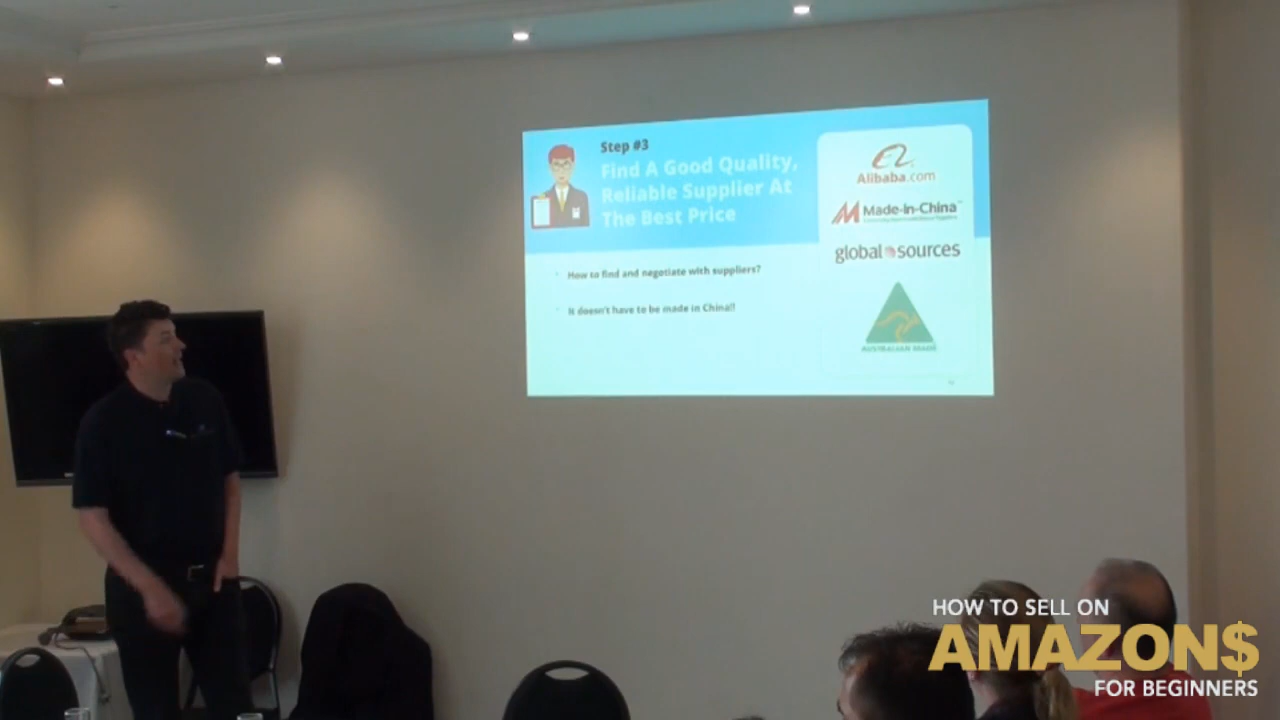 Step #3
Find A Good Quality,
Reliable Supplier At
The Best Price
How to find and negotiate with suppliers?
It doesn't have to be made in China!!
Alibaba.com
Made-in-China
global sources
AUSTRALIAN MADE
HOW TO SELL ON
AMAZON$
FOR BEGINNERS